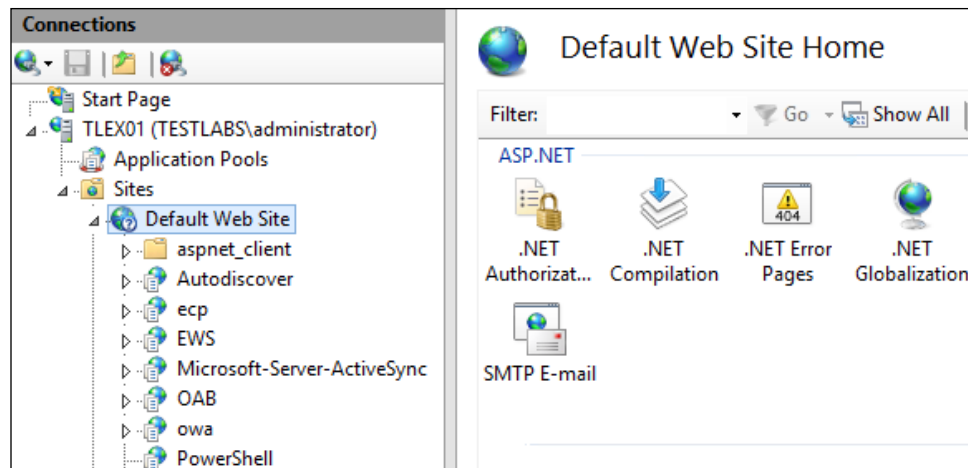 Connections
Start Page
TLEX01 (TESTLABS\administrator)
Application Pools
Sites
Default Web Site
aspnet_client
Autodiscover
ecp
EWS
Microsoft-Server-ActiveSync
OAB
owa
PowerShell
Default Web Site Home
Filter: Go Show All
ASP.NET
404
.NET .NET .NET Error .NET
Authorizat... Compilation Pages Globalization
SMTP E-mail